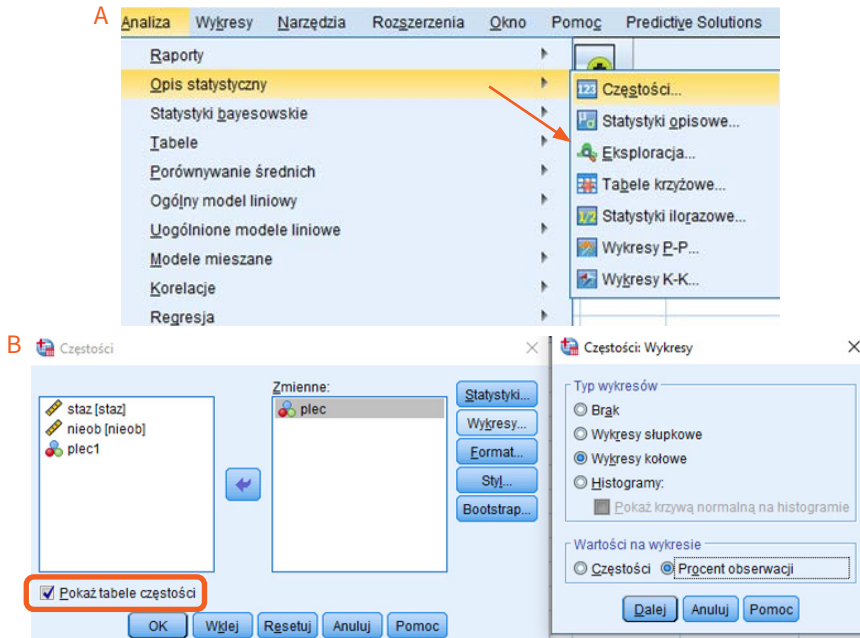 A
Analiza Wykresy Narzędzia Rozszerzenia Okno Pomoc Predictive Solutions
Raporty
Opis statystyczny
Statystyki bayesowskie
Tabele
Porównywanie średnich
Ogólny model liniowy
Uogólnione modele liniowe
Modele mieszane
Korelacje
Regresja
Częstości...
Statystyki opisowe...
Eksploracja...
Tabele krzyżowe...
Statystyki ilorazowe...
Wykresy P-P...
Wykresy K-K...
B
Częstości
staz [staz]
nieob [nieob]
plec1
Zmienne:
plec
Statystyki...
Wykresy...
Format...
Styl...
Bootstrap...
Pokaż tabele częstości
OK Wklej Resetuj Anuluj Pomoc
Częstości: Wykresy
Typ wykresów
Brak
Wykresy słupkowe
Wykresy kołowe
Histogramy:
Pokaż krzywą normalną na histogramie
Wartości na wykresie
Częstości Procent obserwacji
Dalej Anuluj Pomoc